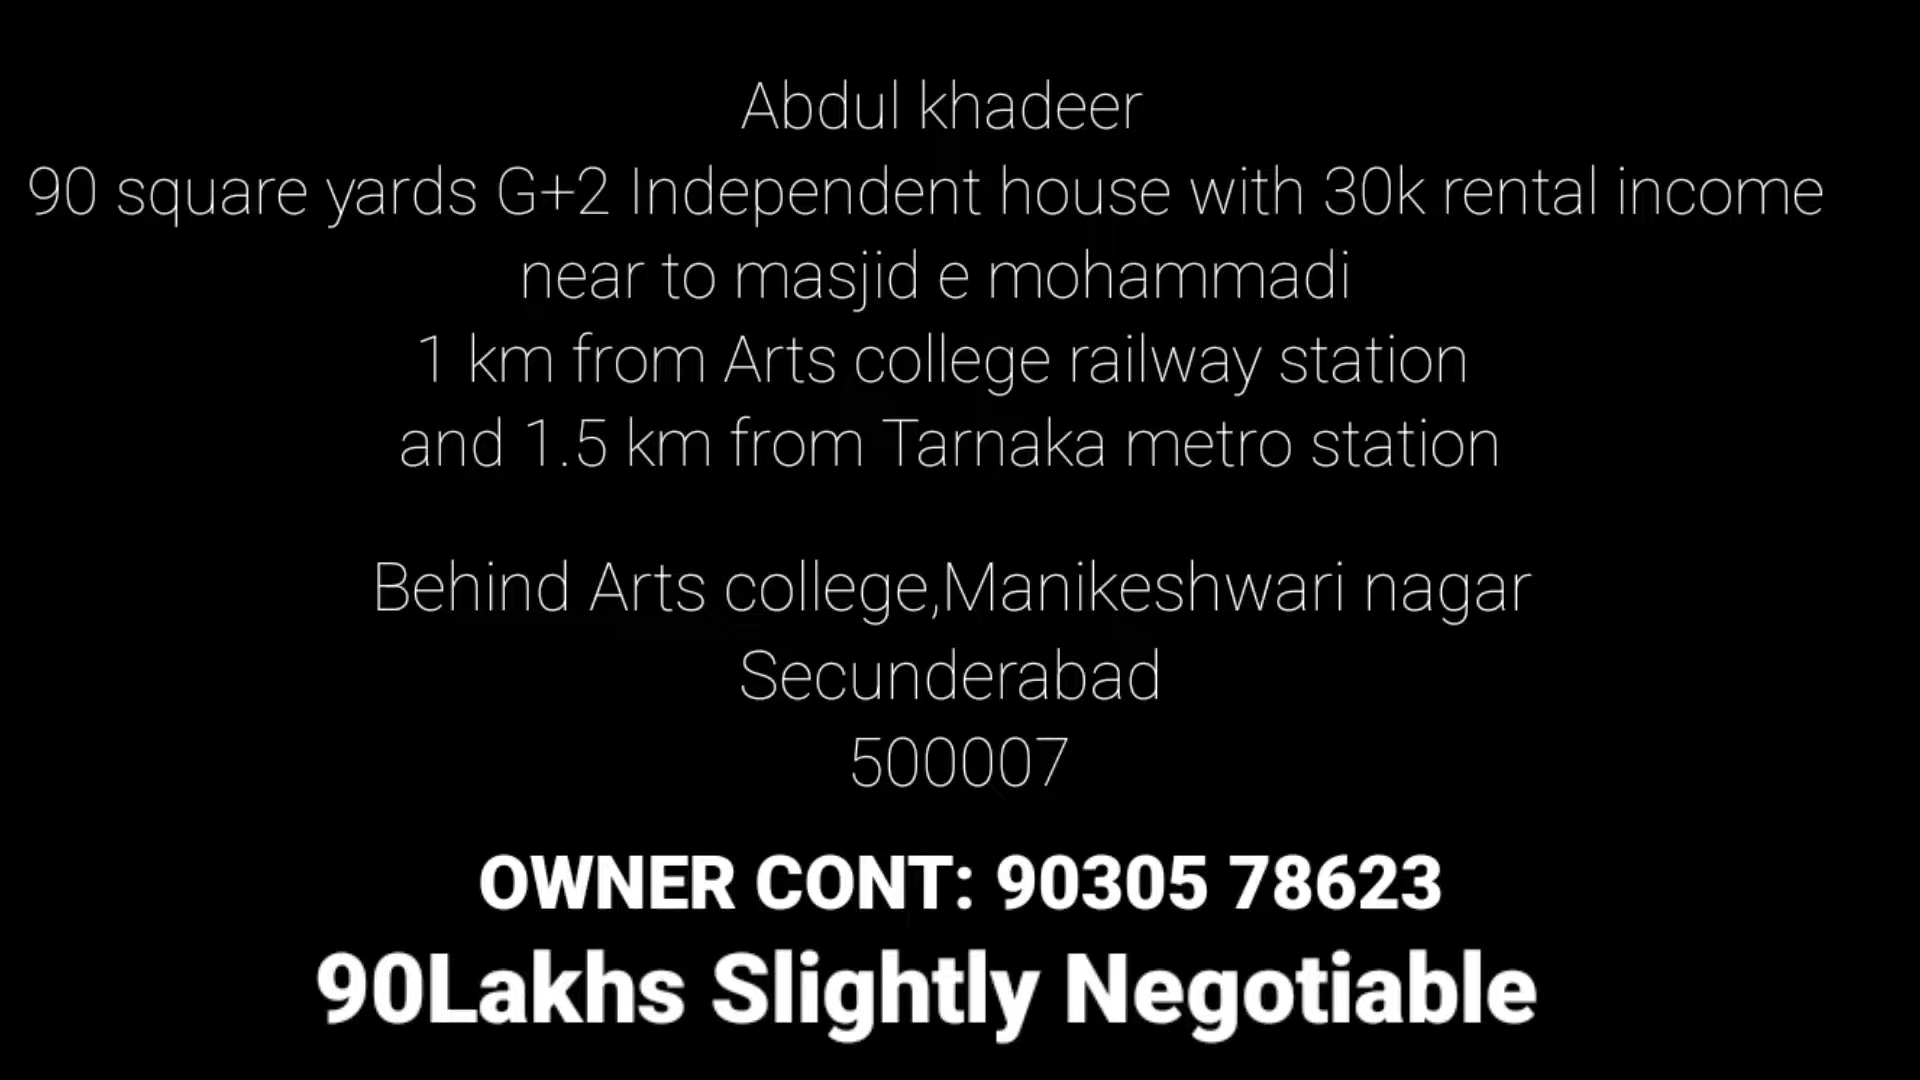 Abdul khadeer
90 square yards G+2 Independent house with 30k rental income
near to masjid e mohammadi
1 km from Arts college railway station
and 1.5 km from Tarnaka metro station
Behind Arts college,Manikeshwari nagar
Secunderabad
500007
OWNER CONT: 90305 78623
90Lakhs Slightly Negotiable